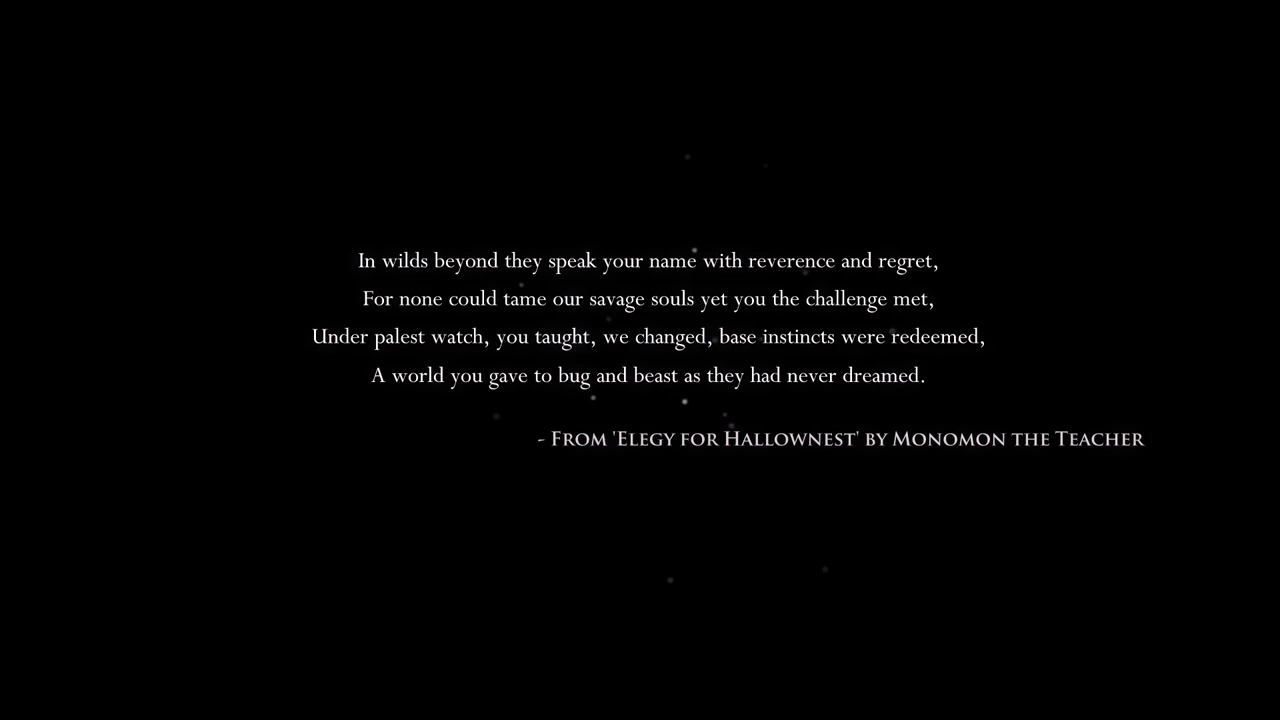 In wilds beyond they speak your name with reverence and regret,
For none could tame our savage souls yet you the challenge met,
Under palest watch, you taught, we changed, base instincts were redeemed,
A world you gave to bug and beast as they had never dreamed.
- From 'Elegy for Hallownest' by Monomon the Teacher